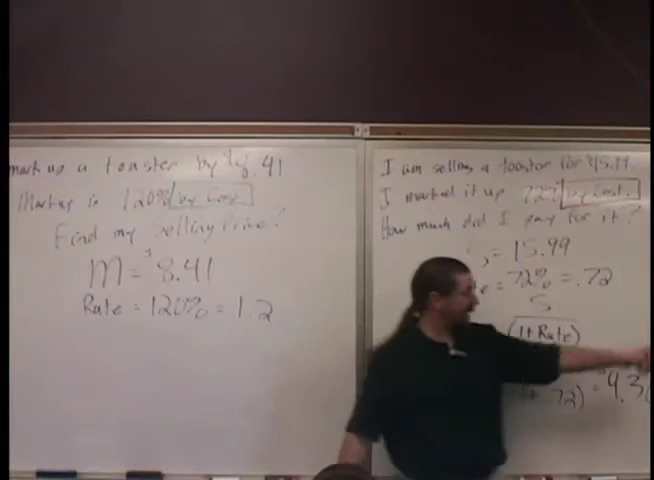 mark up a toaster by $8.41
Markup is 120% by Cost
Find my Selling Price?
M = $8.41
Rate = 120% = 1.2
I am selling a toaster for $15.99
I marked it up 72% by Cost.
How much did I pay for it?
= 15.99
= 72% = .72
S
(1+Rate)
.72) =